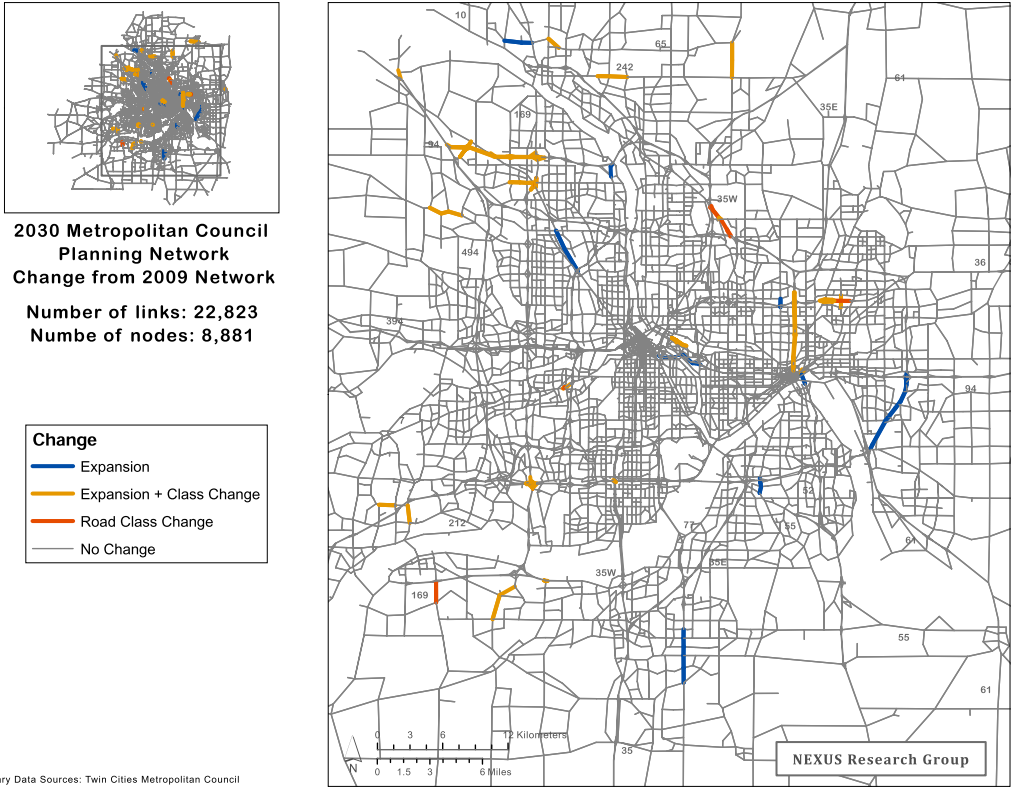 2030 Metropolitan Council
Planning Network
Change from 2009 Network
Number of links: 22,823
Numbe of nodes: 8,881
Change
Expansion
Expansion + Class Change
Road Class Change
No Change
ry Data Sources: Twin Cities Metropolitan Council
10
65
242
61
35E
169
94
35W
494
36
394
94
52
212
77
55
61
35E
35W
169
55
61
35
0 3 6 12 Kilometers
0 1.5 3 6 Miles
N
NEXUS Research Group